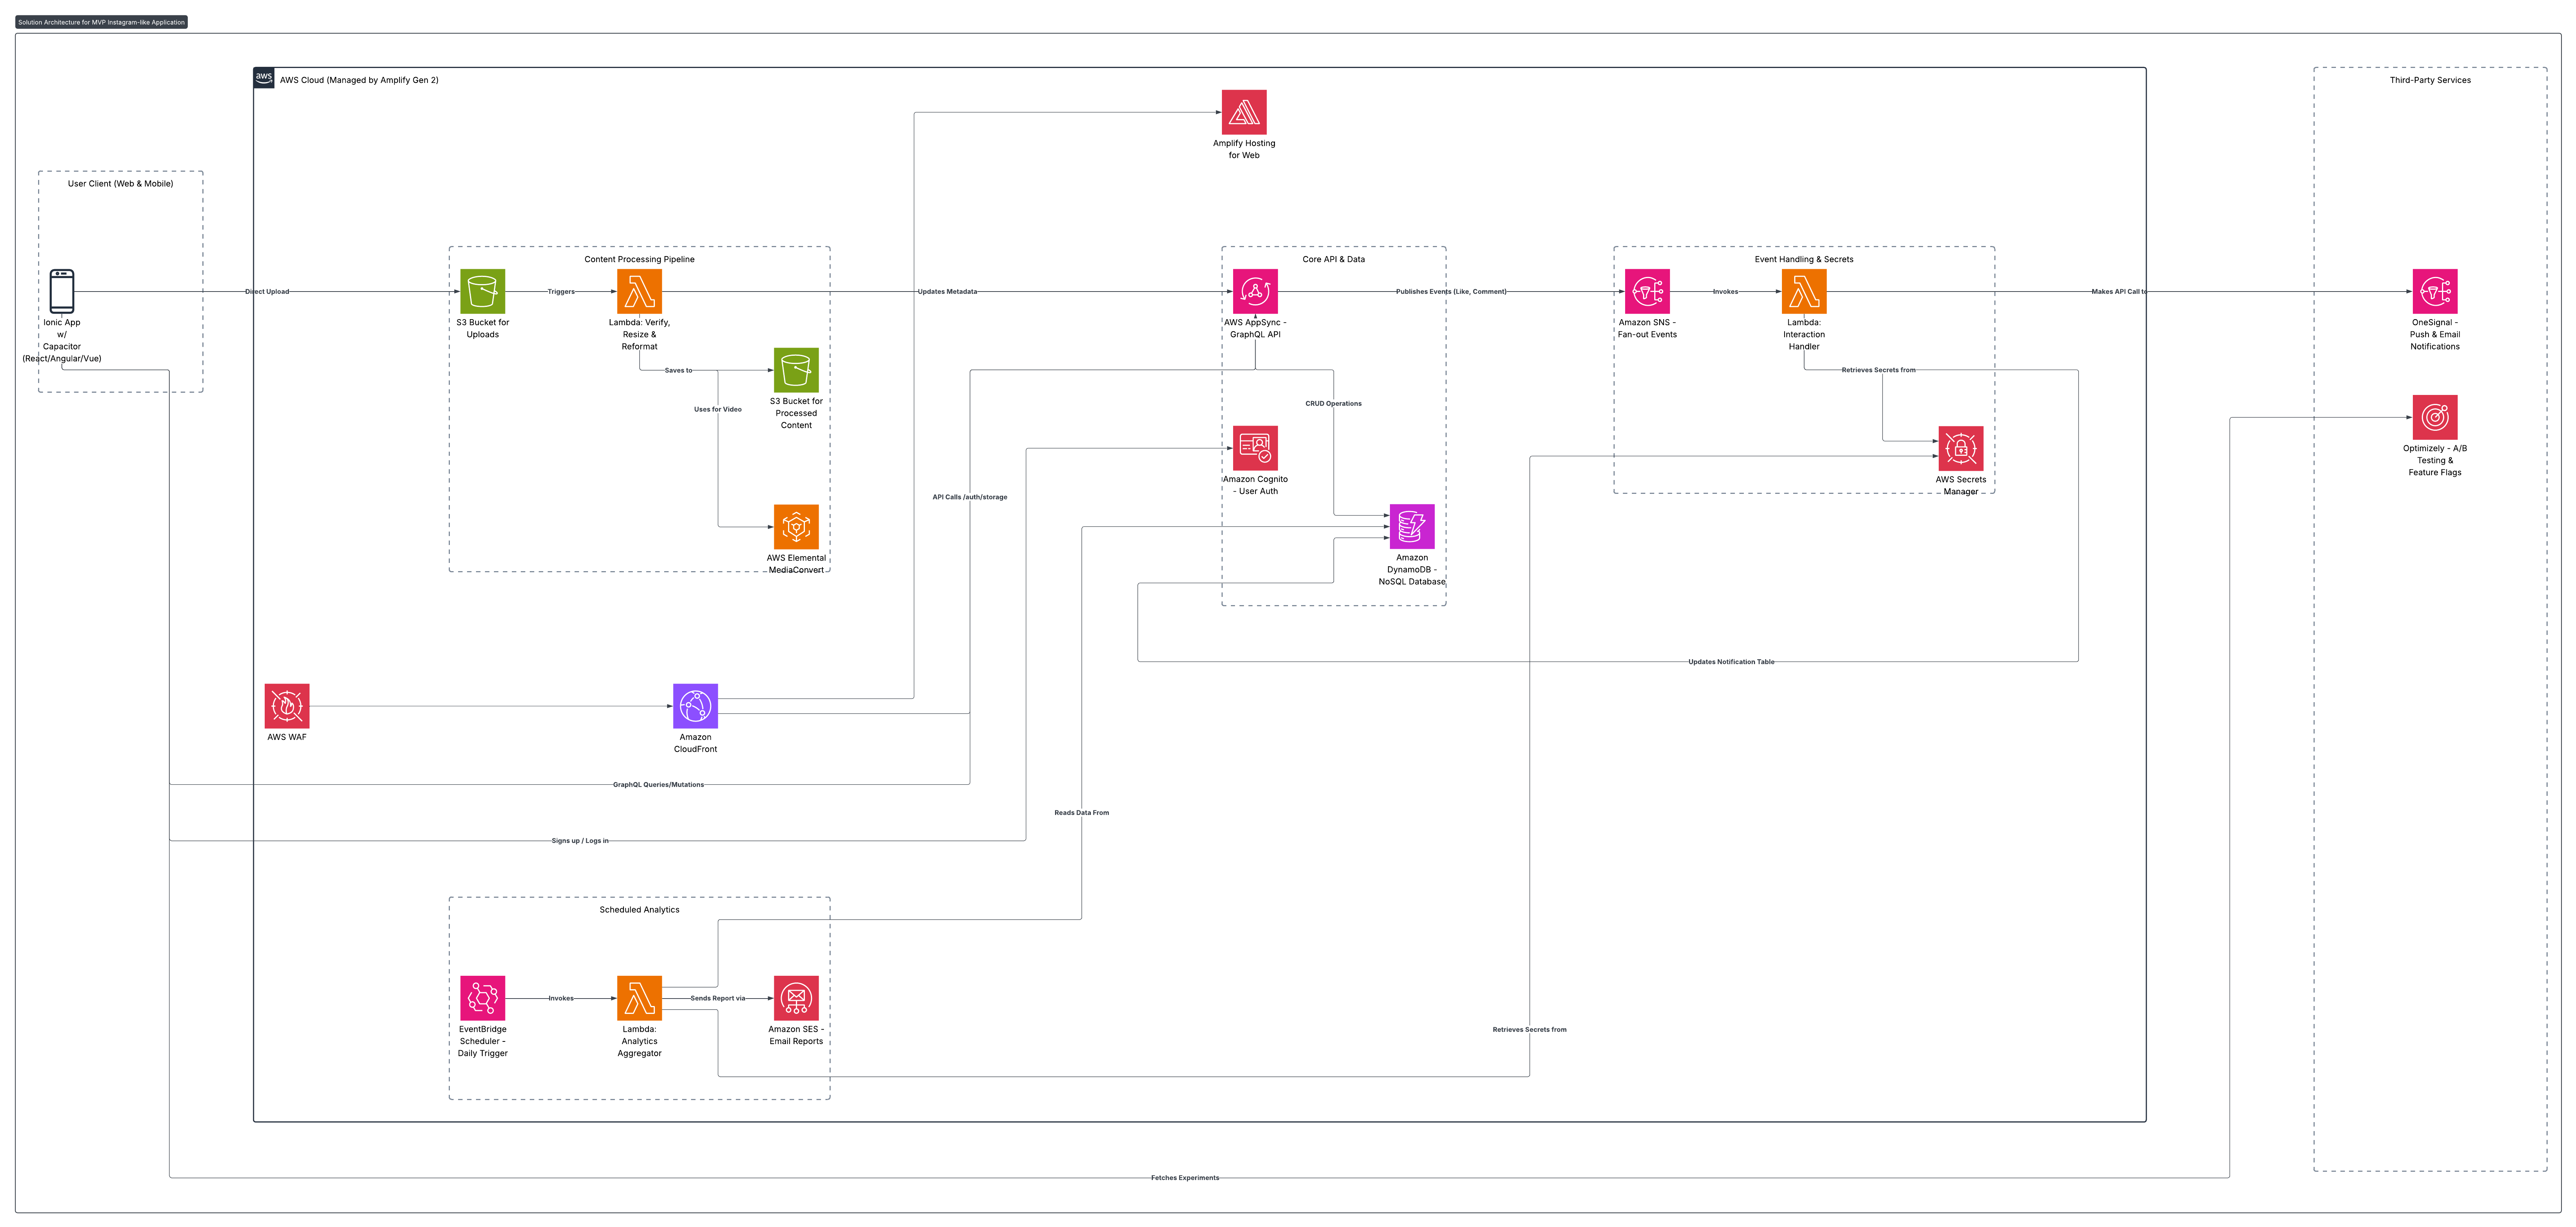 Solution Architecture for MVP Instagram-like Application
aws
AWS Cloud (Managed by Amplify Gen 2)
Third-Party Services
Amplify Hosting
for Web
User Client (Web & Mobile)
Content Processing Pipeline
Core API & Data
Event Handling & Secrets
Direct Upload
Triggers
Updates Metadata
Publishes Events (Like, Comment)
Invokes
Makes API Call to
Ionic App
w/
Capacitor
(React/Angular/Vue)
S3 Bucket for
Uploads
Lambda: Verify,
Resize &
Reformat
AWS AppSync -
GraphQL API
Amazon SNS -
Fan-out Events
Lambda:
Interaction
Handler
OneSignal -
Push & Email
Notifications
Saves to
Retrieves Secrets from
S3 Bucket for
Processed
Content
Uses for Video
CRUD Operations
Optimizely - A/B
Testing &
Feature Flags
Amazon Cognito
- User Auth
AWS Secrets
Manager
API Calls /auth/storage
AWS Elemental
MediaConvert
Amazon
DynamoDB -
NoSQL Database
Updates Notification Table
AWS WAF
Amazon
CloudFront
GraphQL Queries/Mutations
Reads Data From
Signs up / Logs in
Scheduled Analytics
Invokes
Sends Report via
EventBridge
Scheduler -
Daily Trigger
Lambda:
Analytics
Aggregator
Amazon SES -
Email Reports
Retrieves Secrets from
Fetches Experiments